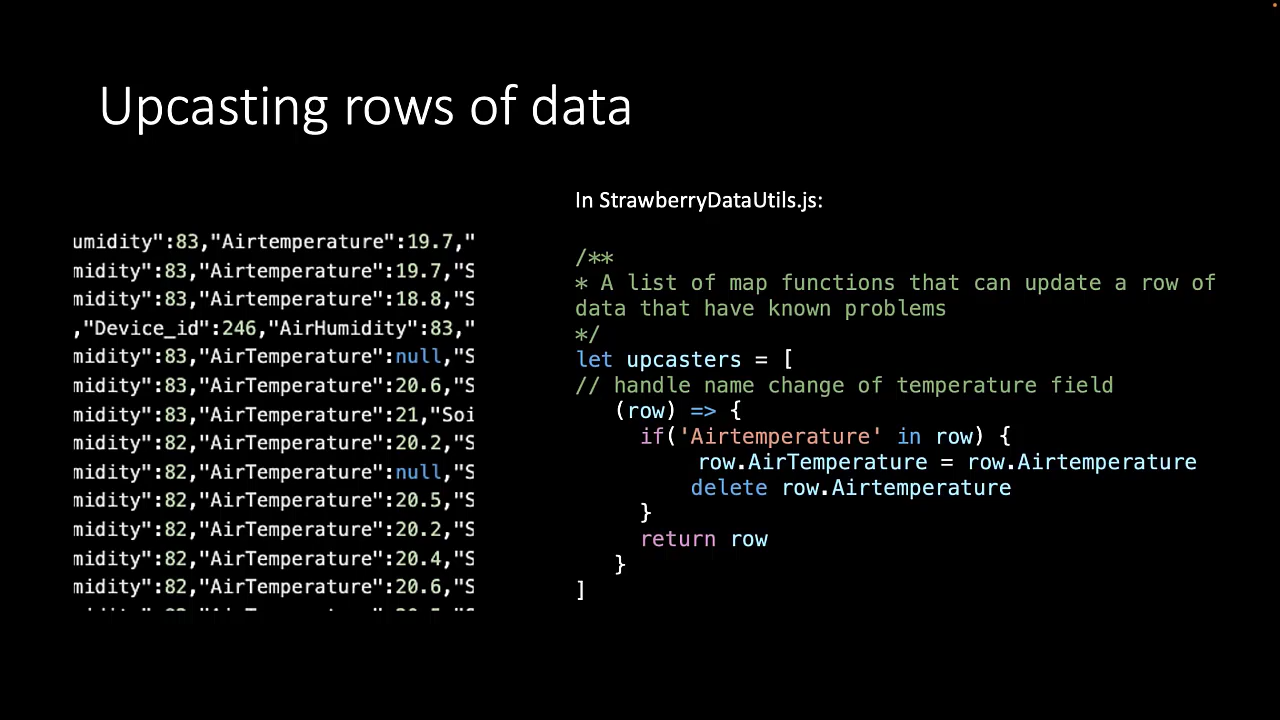 Upcasting rows of data
umidity":83,"Airtemperature":19.7,"
midity":83,"Airtemperature":19.7,"S
midity":83,"Airtemperature":18.8,"S
,"Device_id":246,"AirHumidity":83,"
midity":83,"AirTemperature":null,"S
midity":83,"AirTemperature":20.6,"S
midity":83,"AirTemperature":21,"Soi
midity":82,"AirTemperature":20.2,"S
midity":82,"AirTemperature":null,"S
midity":82,"AirTemperature":20.5,"S
midity":82,"AirTemperature":20.2,"S
midity":82,"AirTemperature":20.4,"S
midity":82,"AirTemperature":20.6,"S
In StrawberryDataUtils.js:
/**
* A list of map functions that can update a row of
data that have known problems
*/
let upcasters = [
// handle name change of temperature field
(row) => {
if('Airtemperature' in row) {
row.AirTemperature = row.Airtemperature
delete row.Airtemperature
}
return row
}
]